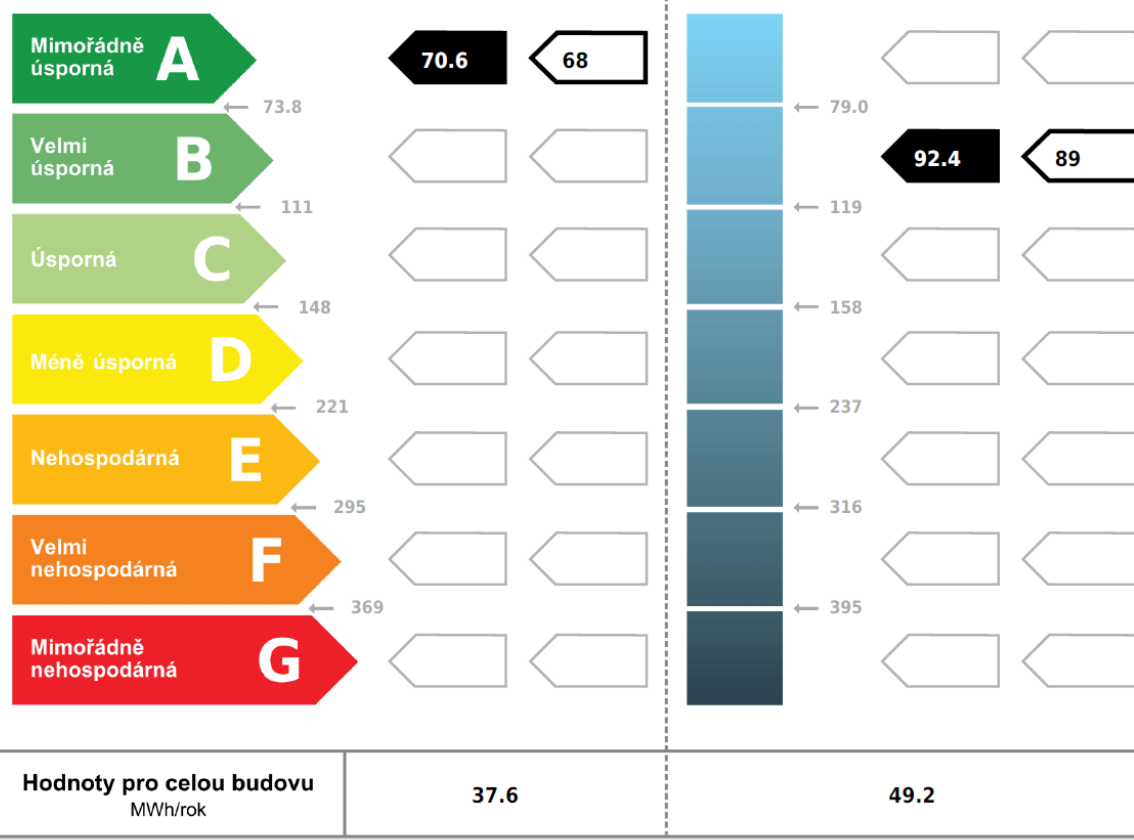 Mimořádně
úsporná
A
70.6
68
73.8
79.0
Velmi
úsporná
B
92.4
89
111
119
Úsporná
C
148
158
Méně úsporná
D
221
237
Nehospodárná
E
295
316
Velmi
nehospodárná
F
369
395
Mimořádně
nehospodárná
G
Hodnoty pro celou budovu
MWh/rok
37.6
49.2